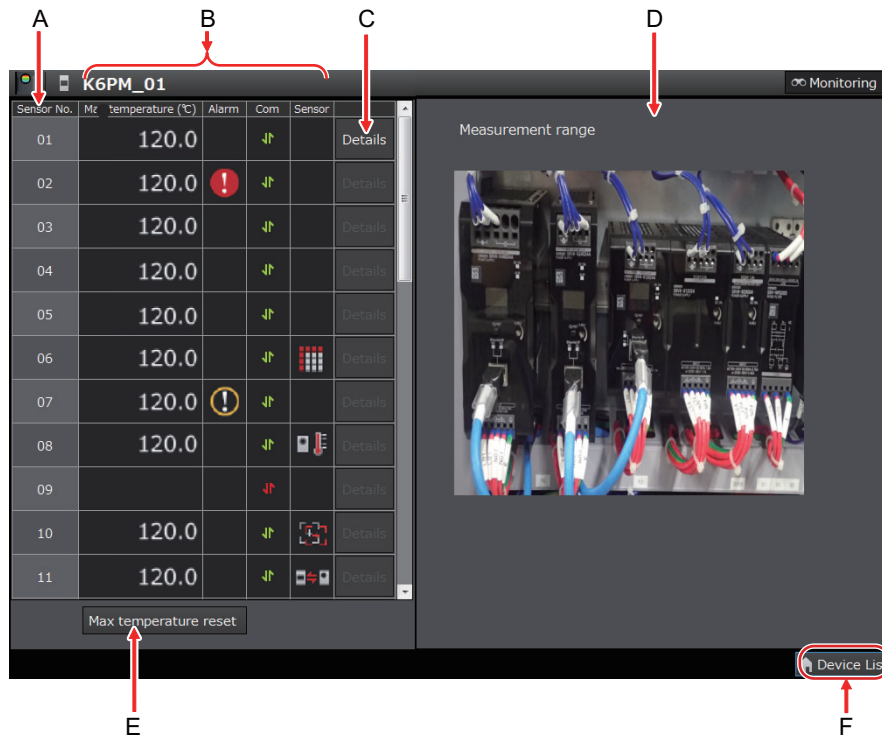 A B C D
K6PM_01 Monitoring
Sensor No. temperature (℃) Alarm Com Sensor
Measurement range
01 120.0 Details
02 120.0 Details
03 120.0 Details
04 120.0 Details
05 120.0 Details
06 120.0 Details
07 120.0 Details
08 120.0 Details
09 Details
10 120.0 Details
11 120.0 Details
Max temperature reset
Device Lis
E F